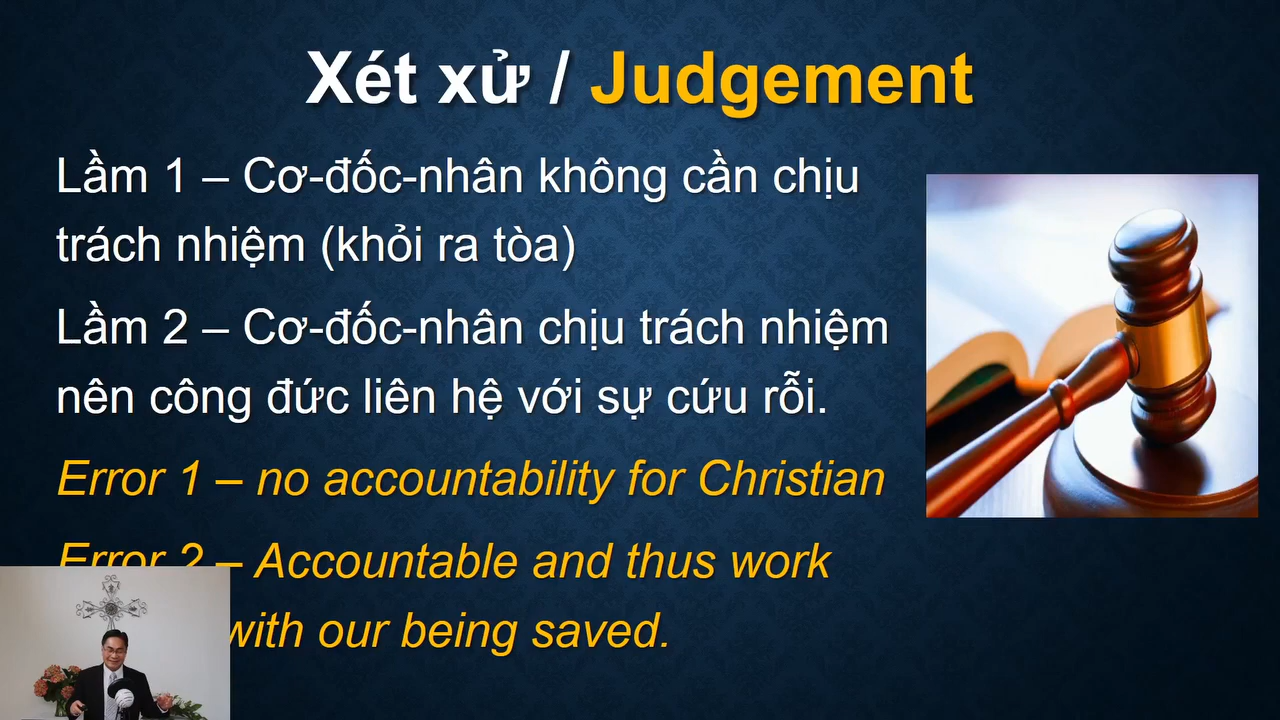 Xét xử / Judgement
Lầm 1 – Cơ-đốc-nhân không cần chịu
trách nhiệm (khỏi ra tòa)
Lầm 2 – Cơ-đốc-nhân chịu trách nhiệm
nên công đức liên hệ với sự cứu rỗi.
Error 1 – no accountability for Christian
Error 2 – Accountable and thus work
with our being saved.